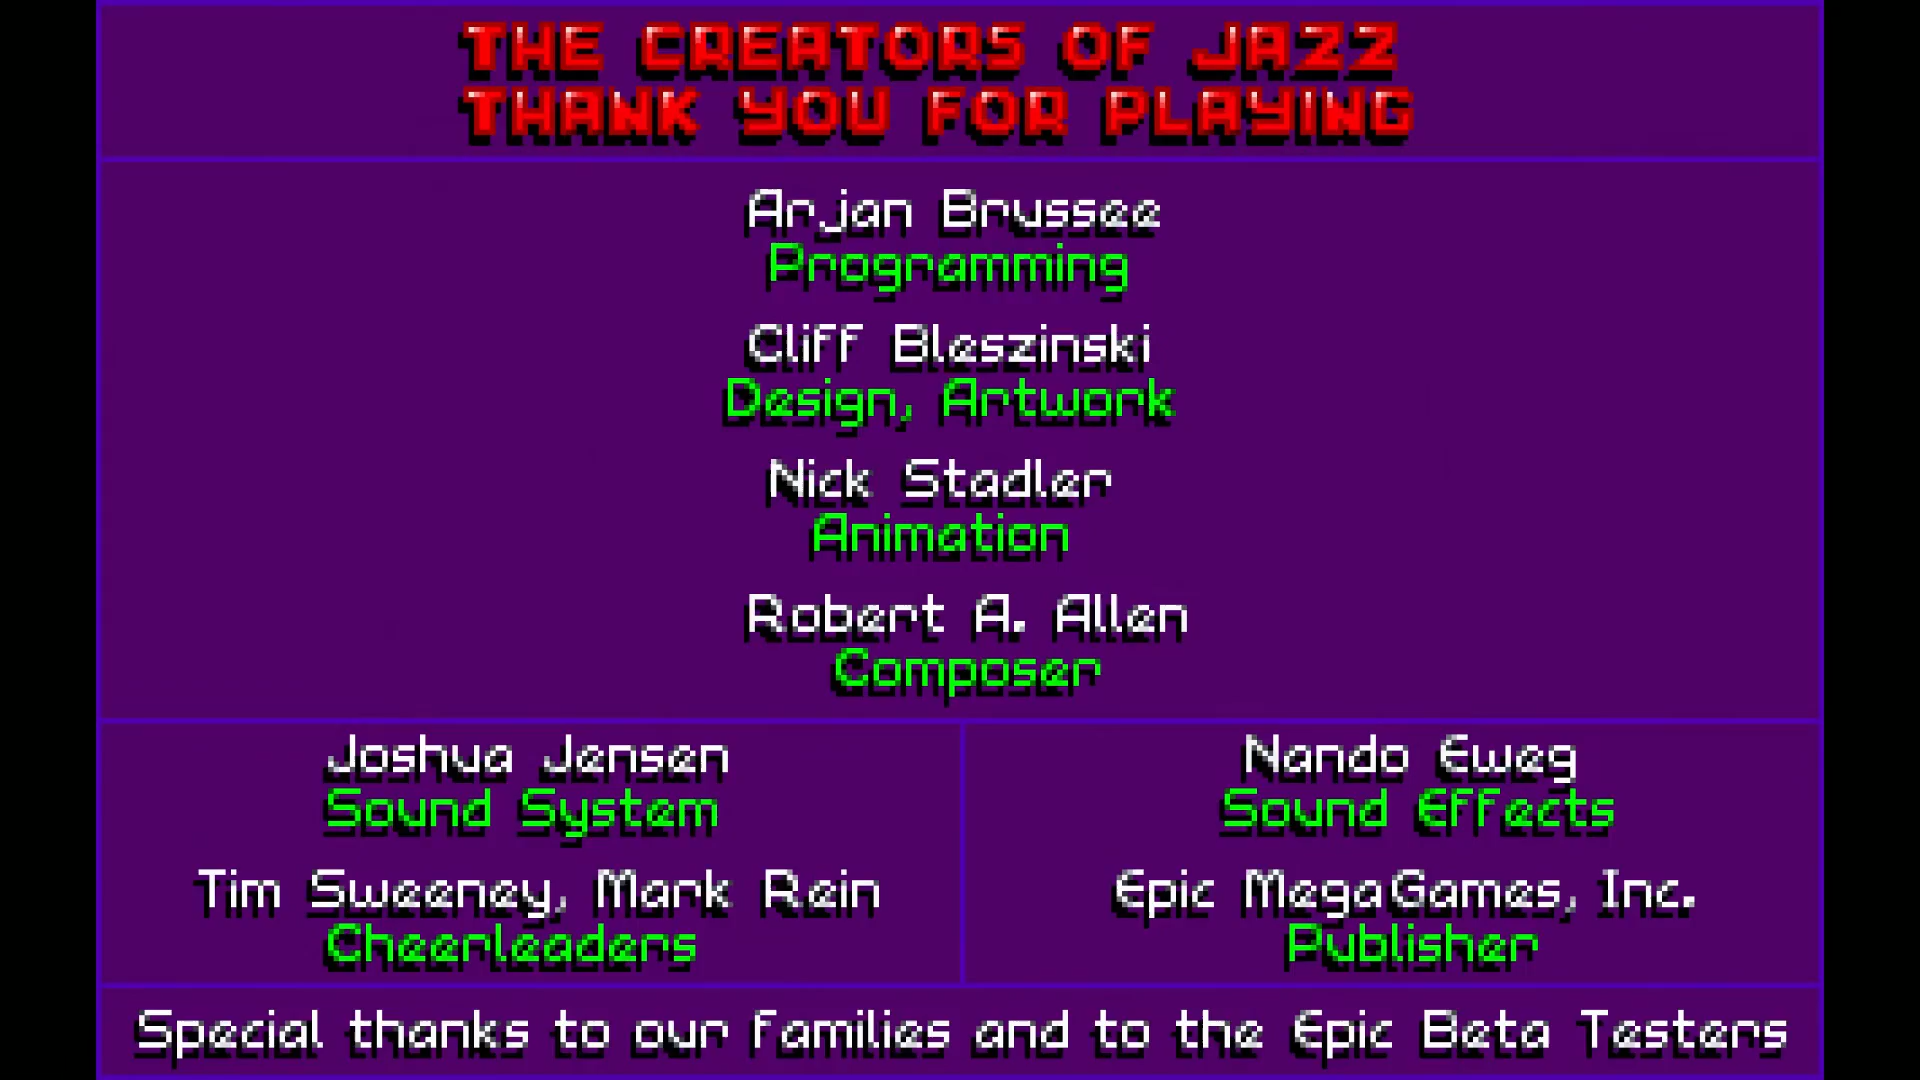 THE CREATORS OF JAZZ
THANK YOU FOR PLAYING
Arjan Brussee
Programming
Cliff Bleszinski
Design, Artwork
Nick Stadler
Animation
Robert A. Allen
Composer
Joshua Jensen
Sound System
Tim Sweeney, Mark Rein
Cheerleaders
Nando Eweg
Sound Effects
Epic MegaGames, Inc.
Publisher
Special thanks to our families and to the Epic Beta Testers